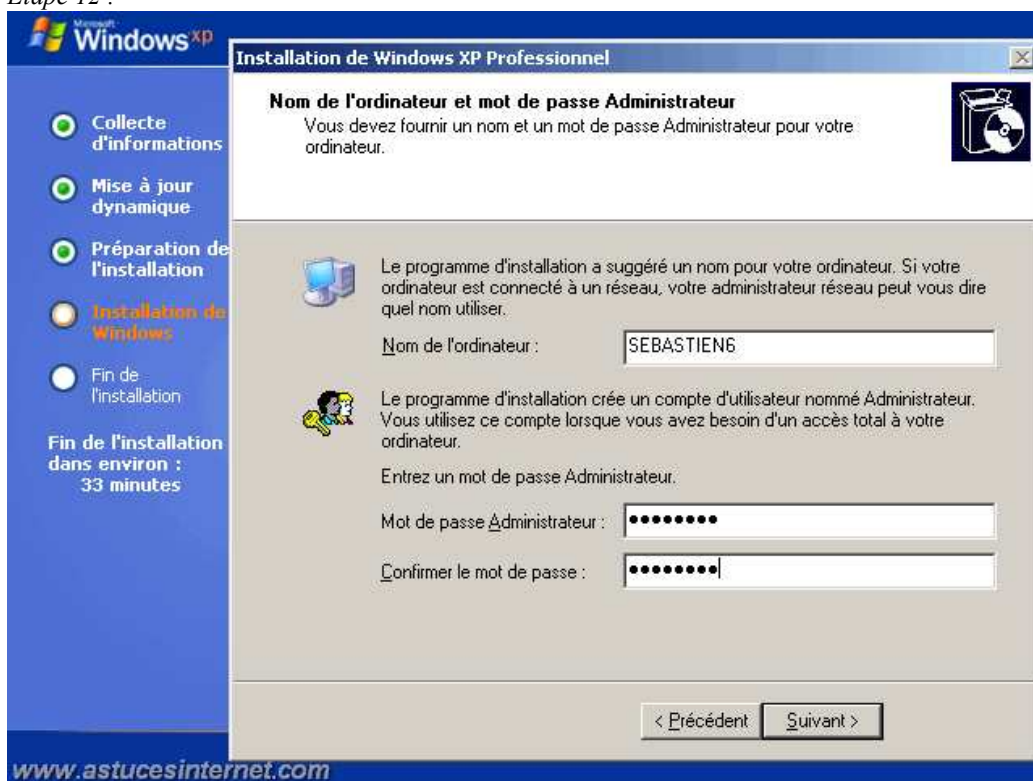 Etape 12 :
Microsoft
Windows xp
Installation de Windows XP Professionnel
Nom de l'ordinateur et mot de passe Administrateur
Vous devez fournir un nom et un mot de passe Administrateur pour votre
ordinateur.
Collecte
d'informations
Mise à jour
dynamique
Préparation de
l'installation
Installation de
Windows
Fin de
l'installation
Fin de l'installation
dans environ :
33 minutes
Le programme d'installation a suggéré un nom pour votre ordinateur. Si votre
ordinateur est connecté à un réseau, votre administrateur réseau peut vous dire
quel nom utiliser.
Nom de l'ordinateur : SEBASTIEN6
Le programme d'installation crée un compte d'utilisateur nommé Administrateur.
Vous utilisez ce compte lorsque vous avez besoin d'un accès total à votre
ordinateur.
Entrez un mot de passe Administrateur.
Mot de passe Administrateur : ••••••••
Confirmer le mot de passe : ••••••••
< Précédent Suivant >
www.astucesinternet.com